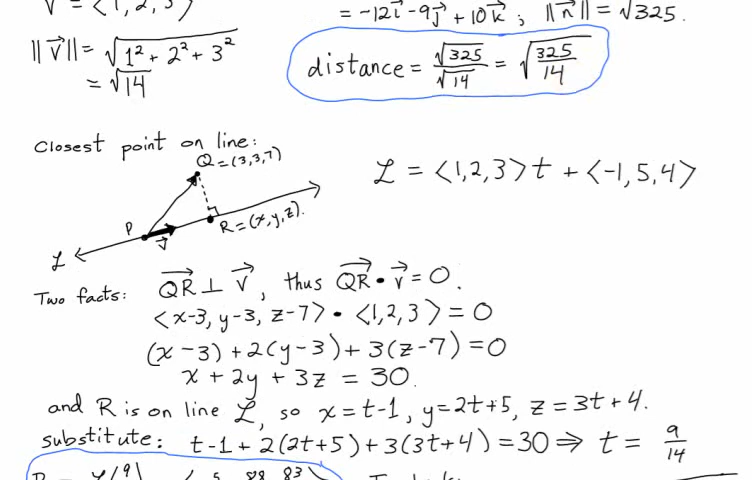 V = <1, 2, 3>
= -12i⃗ -9j⃗ + 10k⃗ ; ||n⃗|| = √325.
||v⃗|| = √(1² + 2² + 3²)
= √14
distance = √325/√14 = √(325/14)
Closest point on line:
Q = (3,3,7)
ℒ = <1,2,3>t + <-1,5,4>
P
v⃗
R = (x,y,z).
ℒ
Two facts: QR⃗ ⊥ v⃗, thus QR⃗ • v⃗ = 0.
<x-3, y-3, z-7> • <1,2,3> = 0
(x-3) + 2(y-3) + 3(z-7) = 0
x + 2y + 3z = 30.
and R is on line ℒ, so x = t-1, y = 2t+5, z = 3t+4.
substitute: t-1 + 2(2t+5) + 3(3t+4) = 30 ⇒ t = 9/14